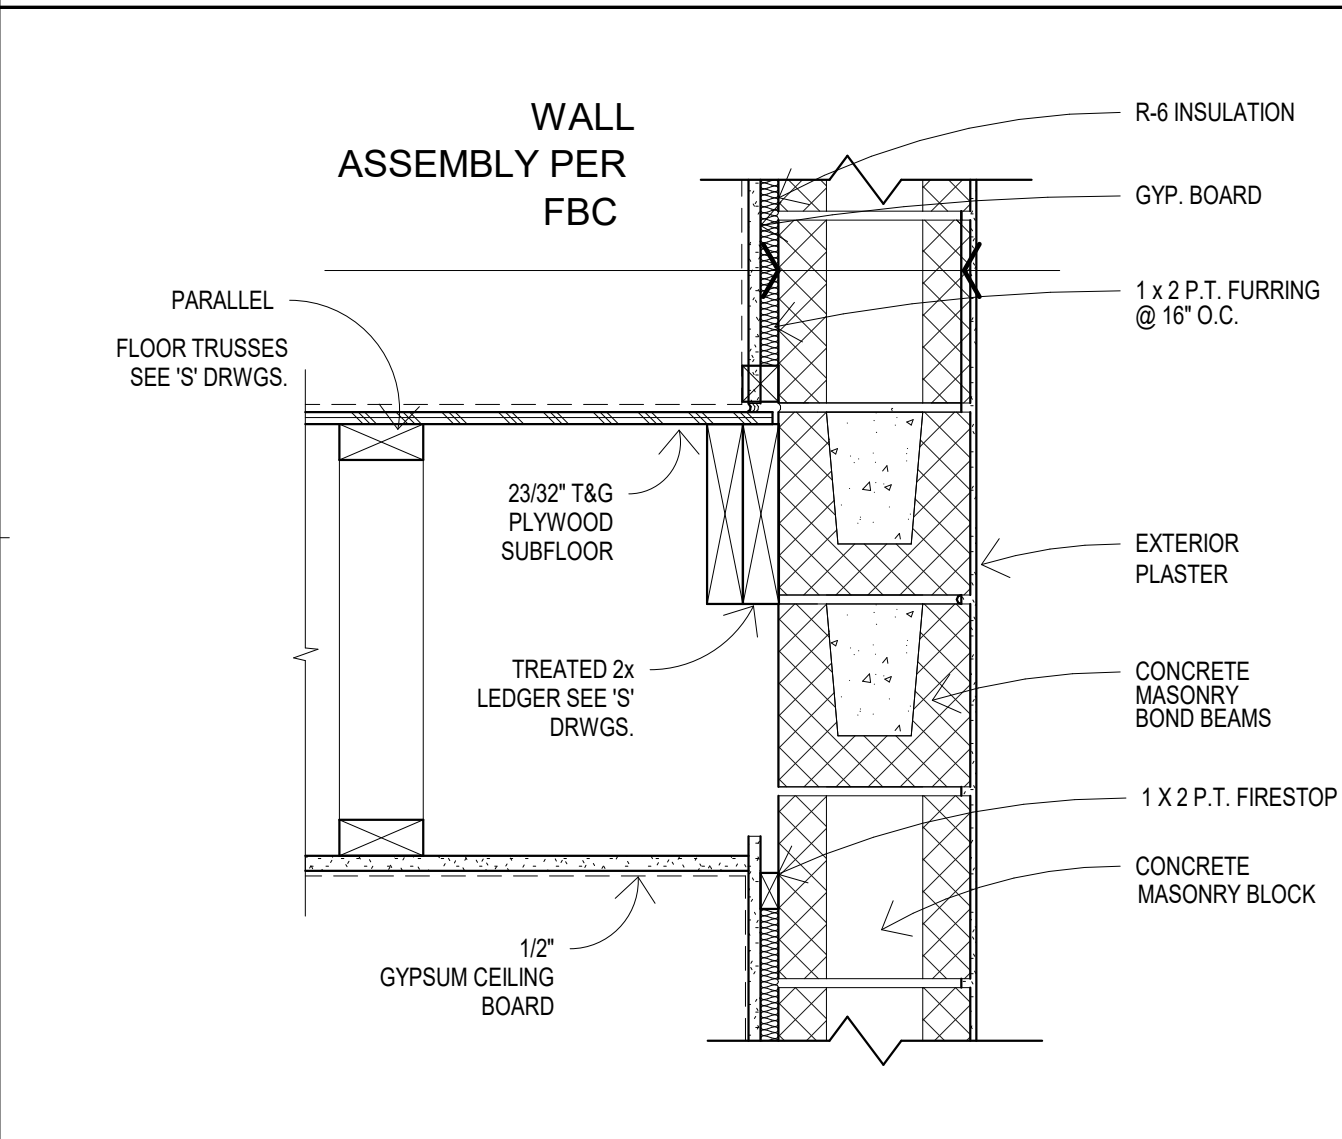 WALL
ASSEMBLY PER
FBC
R-6 INSULATION
GYP. BOARD
1 x 2 P.T. FURRING
@ 16" O.C.
PARALLEL
FLOOR TRUSSES
SEE 'S' DRWGS.
23/32" T&G
PLYWOOD
SUBFLOOR
EXTERIOR
PLASTER
TREATED 2x
LEDGER SEE 'S'
DRWGS.
CONCRETE
MASONRY
BOND BEAMS
1 X 2 P.T. FIRESTOP
CONCRETE
MASONRY BLOCK
1/2"
GYPSUM CEILING
BOARD